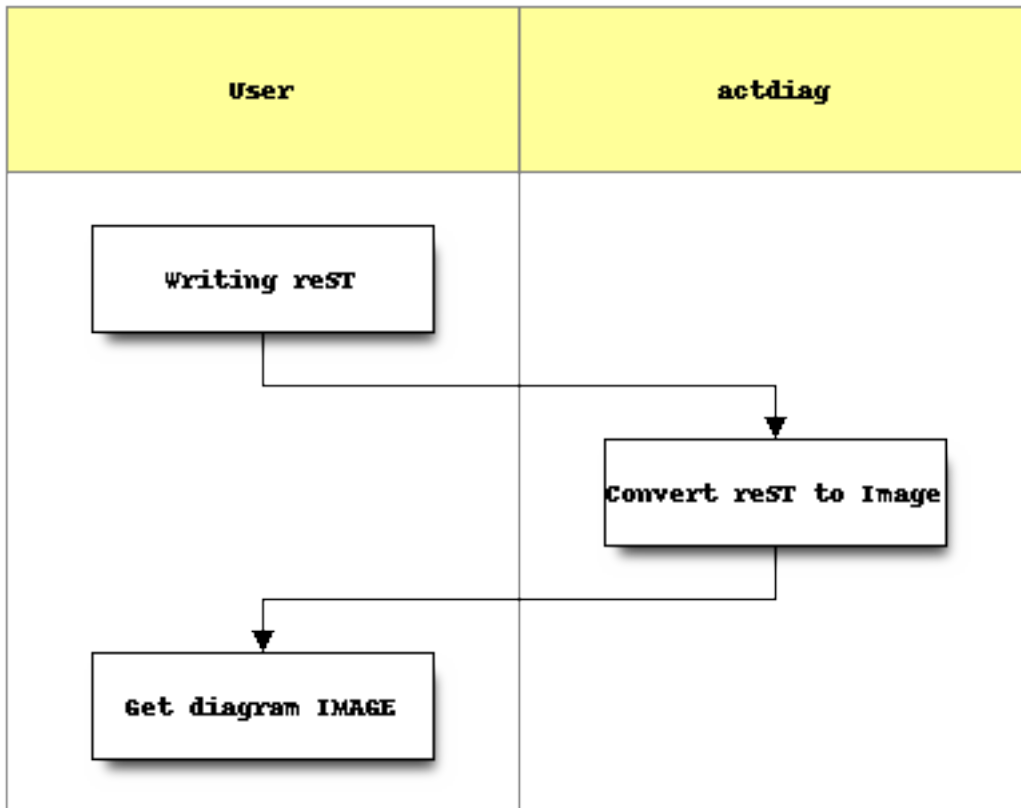 User
actdiag
Writing reST
Convert reST to Image
Get diagram IMAGE